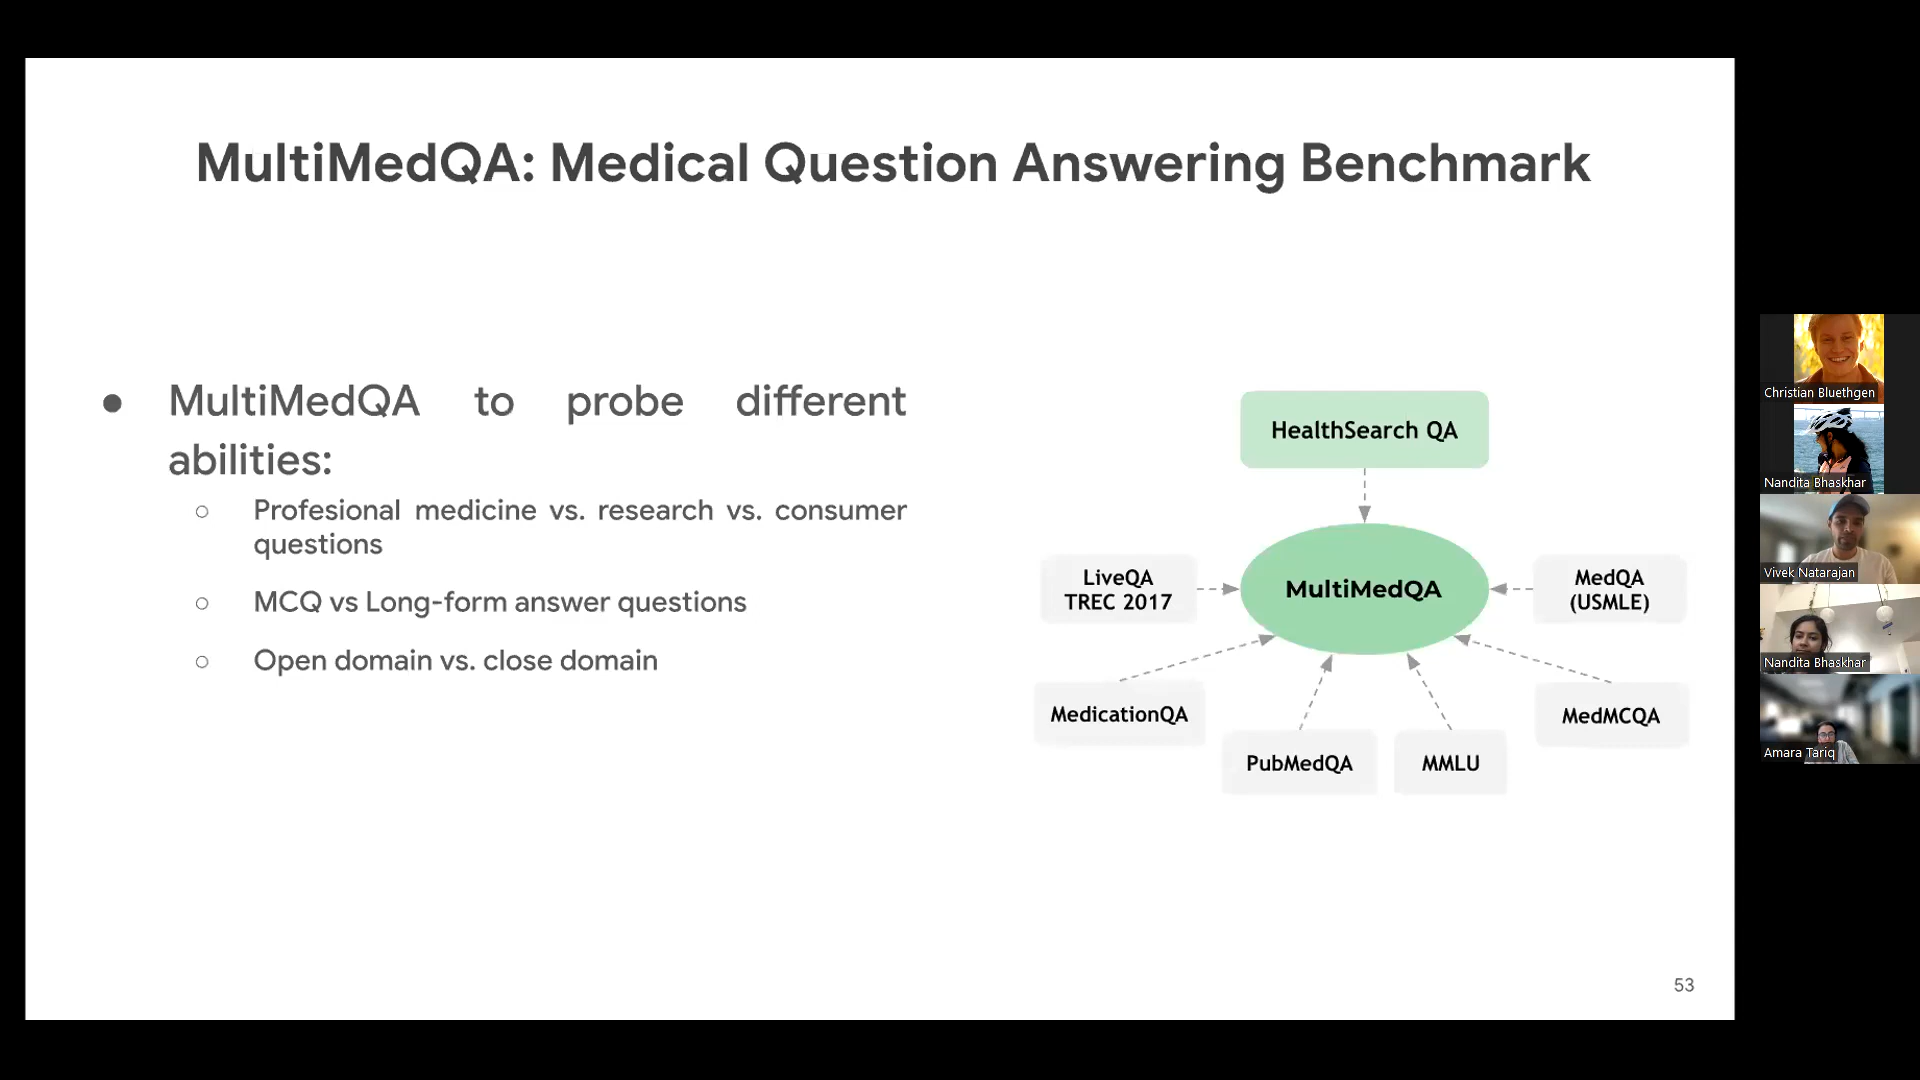 MultiMedQA: Medical Question Answering Benchmark
● MultiMedQA to probe different
abilities:
○ Profesional medicine vs. research vs. consumer
questions
○ MCQ vs Long-form answer questions
○ Open domain vs. close domain
HealthSearch QA
LiveQA
TREC 2017
MultiMedQA
MedQA
(USMLE)
MedicationQA
PubMedQA
MMLU
MedMCQA
53
Christian Bluethgen
Nandita Bhaskhar
Vivek Natarajan
Nandita Bhaskhar
Amara Tariq